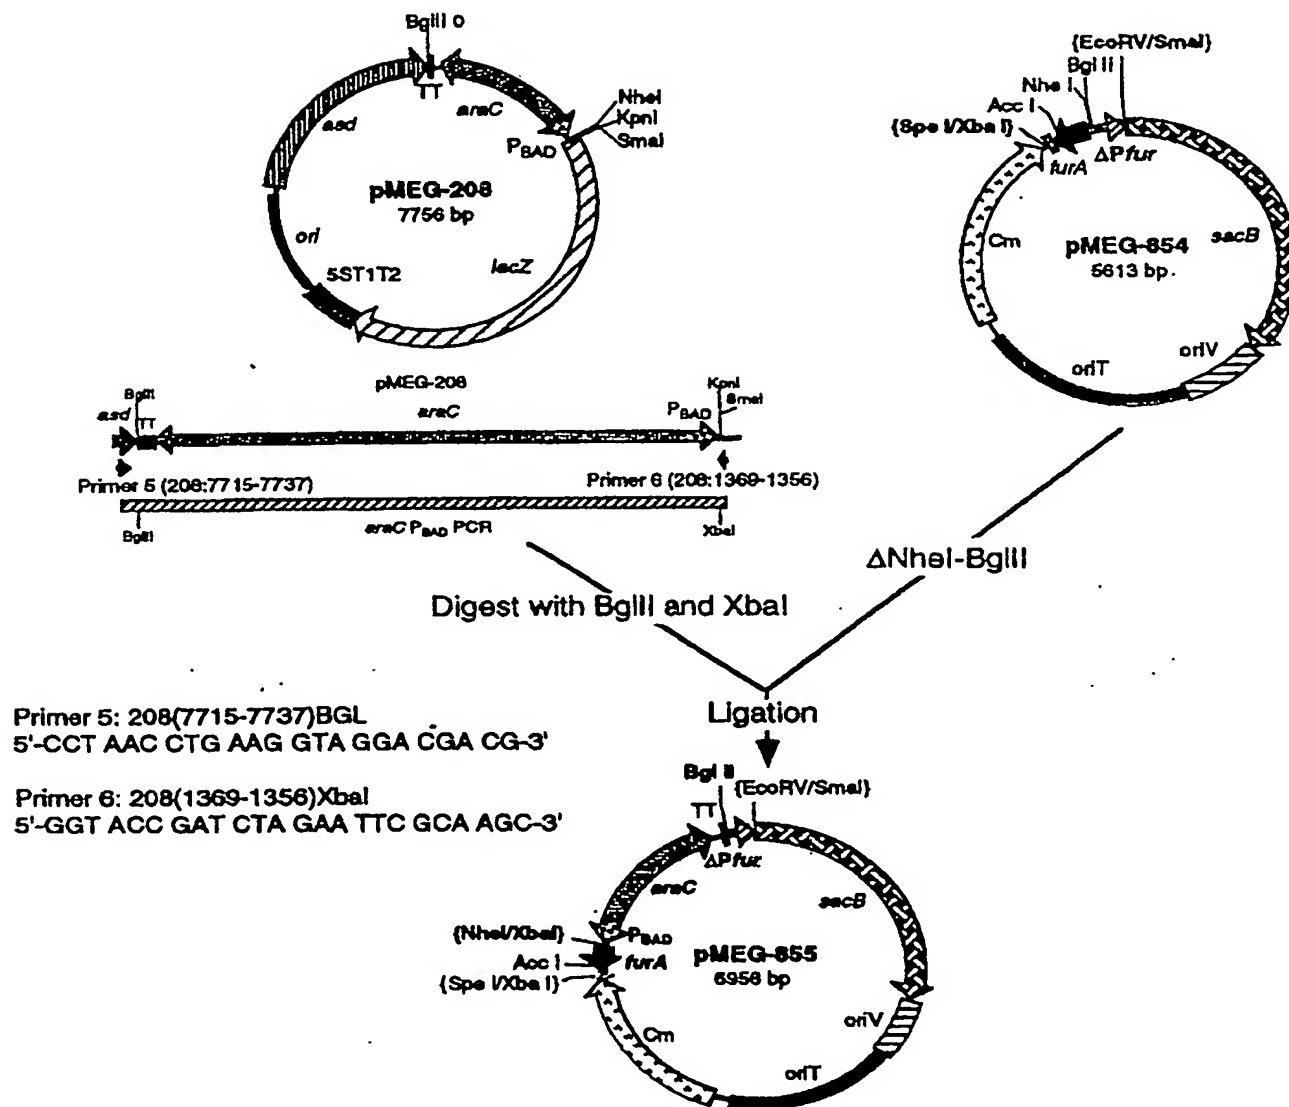 BglII 0
TT
araC
asd
NheI
KpnI
SmaI
P_BAD
pMEG-208
7756 bp
ori
5ST1T2
lacZ
{EcoRV/SmaI}
Bgl II
Nhe I
Acc I
{Spe I/Xba I}
furA
ΔPfur
Cm
pMEG-854
5613 bp
sacB
oriT
oriV
pMEG-208
BglII
asd
TT
araC
P_BAD
KpnI
SmaI
Primer 5 (208:7715-7737)
Primer 6 (208:1369-1356)
BglII
araC P_BAD PCR
XbaI
ΔNheI-BglII
Digest with BglII and XbaI
Ligation
Primer 5: 208(7715-7737)BGL
5'-CCT AAC CTG AAG GTA GGA CGA CG-3'
Primer 6: 208(1369-1356)XbaI
5'-GGT ACC GAT CTA GAA TTC GCA AGC-3'
Bgl II
{EcoRV/SmaI}
TT
ΔPfur
araC
sacB
{NheI/XbaI}
P_BAD
Acc I
furA
{Spe I/Xba I}
pMEG-855
6956 bp
Cm
oriV
oriT